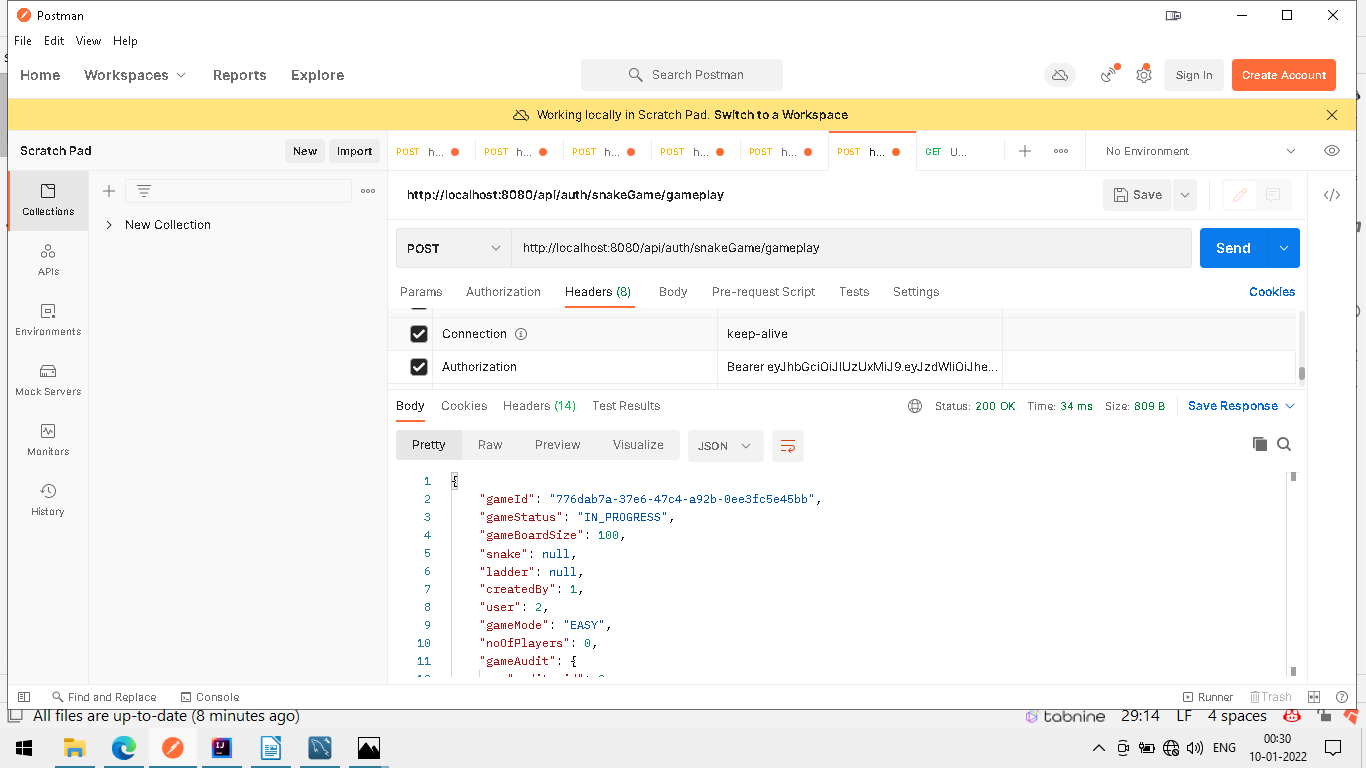 Postman
File Edit View Help
Home Workspaces Reports Explore Search Postman Sign In Create Account
Working locally in Scratch Pad. Switch to a Workspace
Scratch Pad New Import
POST h... POST h... POST h... POST h... POST h... POST h... GET U... No Environment
Collections
APIs
Environments
Mock Servers
Monitors
History
New Collection
http://localhost:8080/api/auth/snakeGame/gameplay Save
POST http://localhost:8080/api/auth/snakeGame/gameplay Send
Params Authorization Headers (8) Body Pre-request Script Tests Settings Cookies
Connection keep-alive
Authorization Bearer eyJhbGciOiJIUzUxMiJ9.eyJzdWIiOiJhe...
Body Cookies Headers (14) Test Results Status: 200 OK Time: 34 ms Size: 809 B Save Response
Pretty Raw Preview Visualize JSON
1 {
2 "gameId": "776dab7a-37e6-47c4-a92b-0ee3fc5e45bb",
3 "gameStatus": "IN_PROGRESS",
4 "gameBoardSize": 100,
5 "snake": null,
6 "ladder": null,
7 "createdBy": 1,
8 "user": 2,
9 "gameMode": "EASY",
10 "noOfPlayers": 0,
11 "gameAudit": {
Find and Replace Console Runner Trash
All files are up-to-date (8 minutes ago) tabnine 29:14 LF 4 spaces
ENG 00:30
10-01-2022